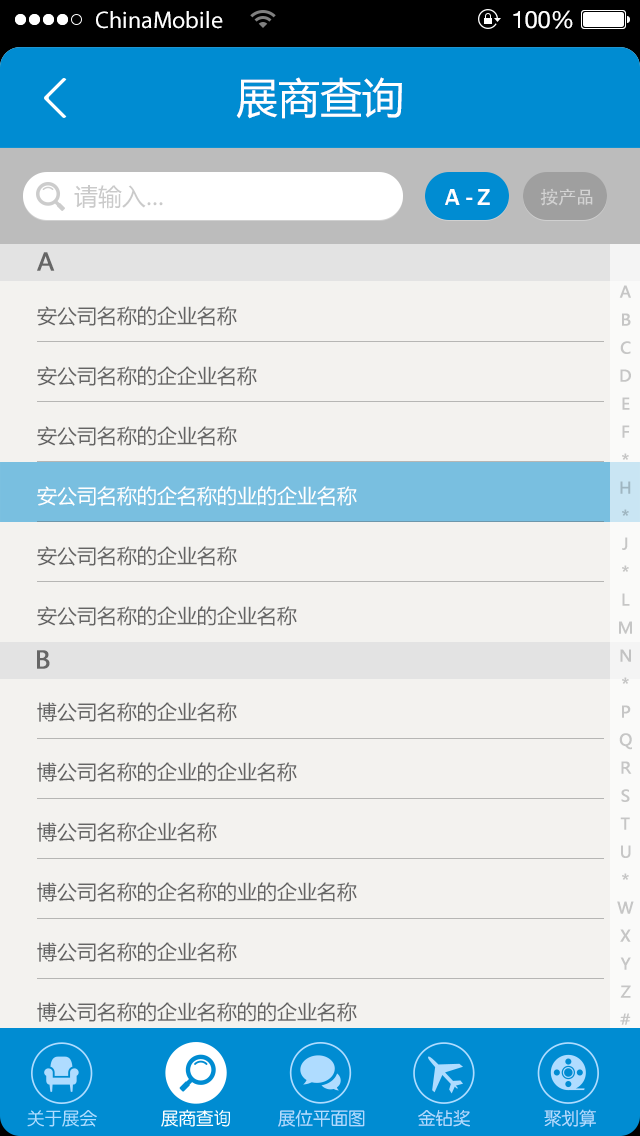 ChinaMobile 100%
展商查询
请输入... A - Z 按产品
A
安公司名称的企业名称
安公司名称的企企业名称
安公司名称的企业名称
安公司名称的企名称的业的企业名称
安公司名称的企业名称
安公司名称的企业的企业名称
B
博公司名称的企业名称
博公司名称的企业的企业名称
博公司名称企业名称
博公司名称的企名称的业的企业名称
博公司名称的企业名称
博公司名称的企业名称的的企业名称
A
B
C
D
E
F
*
H
*
J
*
L
M
N
*
P
Q
R
S
T
U
*
W
X
Y
Z
#
关于展会 展商查询 展位平面图 金钻奖 聚划算